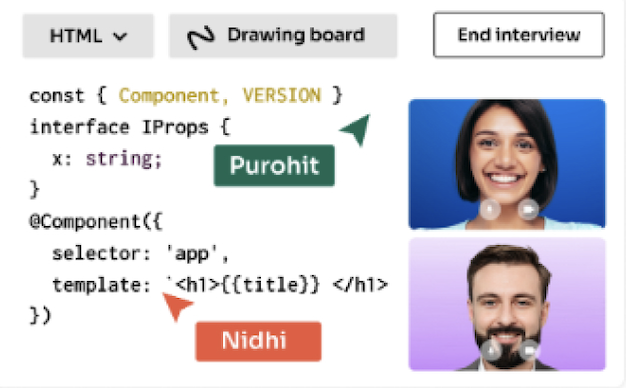 HTML
Drawing board
End interview
const { Component, VERSION }
interface IProps {
x: string;
Purohit
}
@Component({
selector: 'app',
template: `<h1>{{title}} </h1>
})
Nidhi